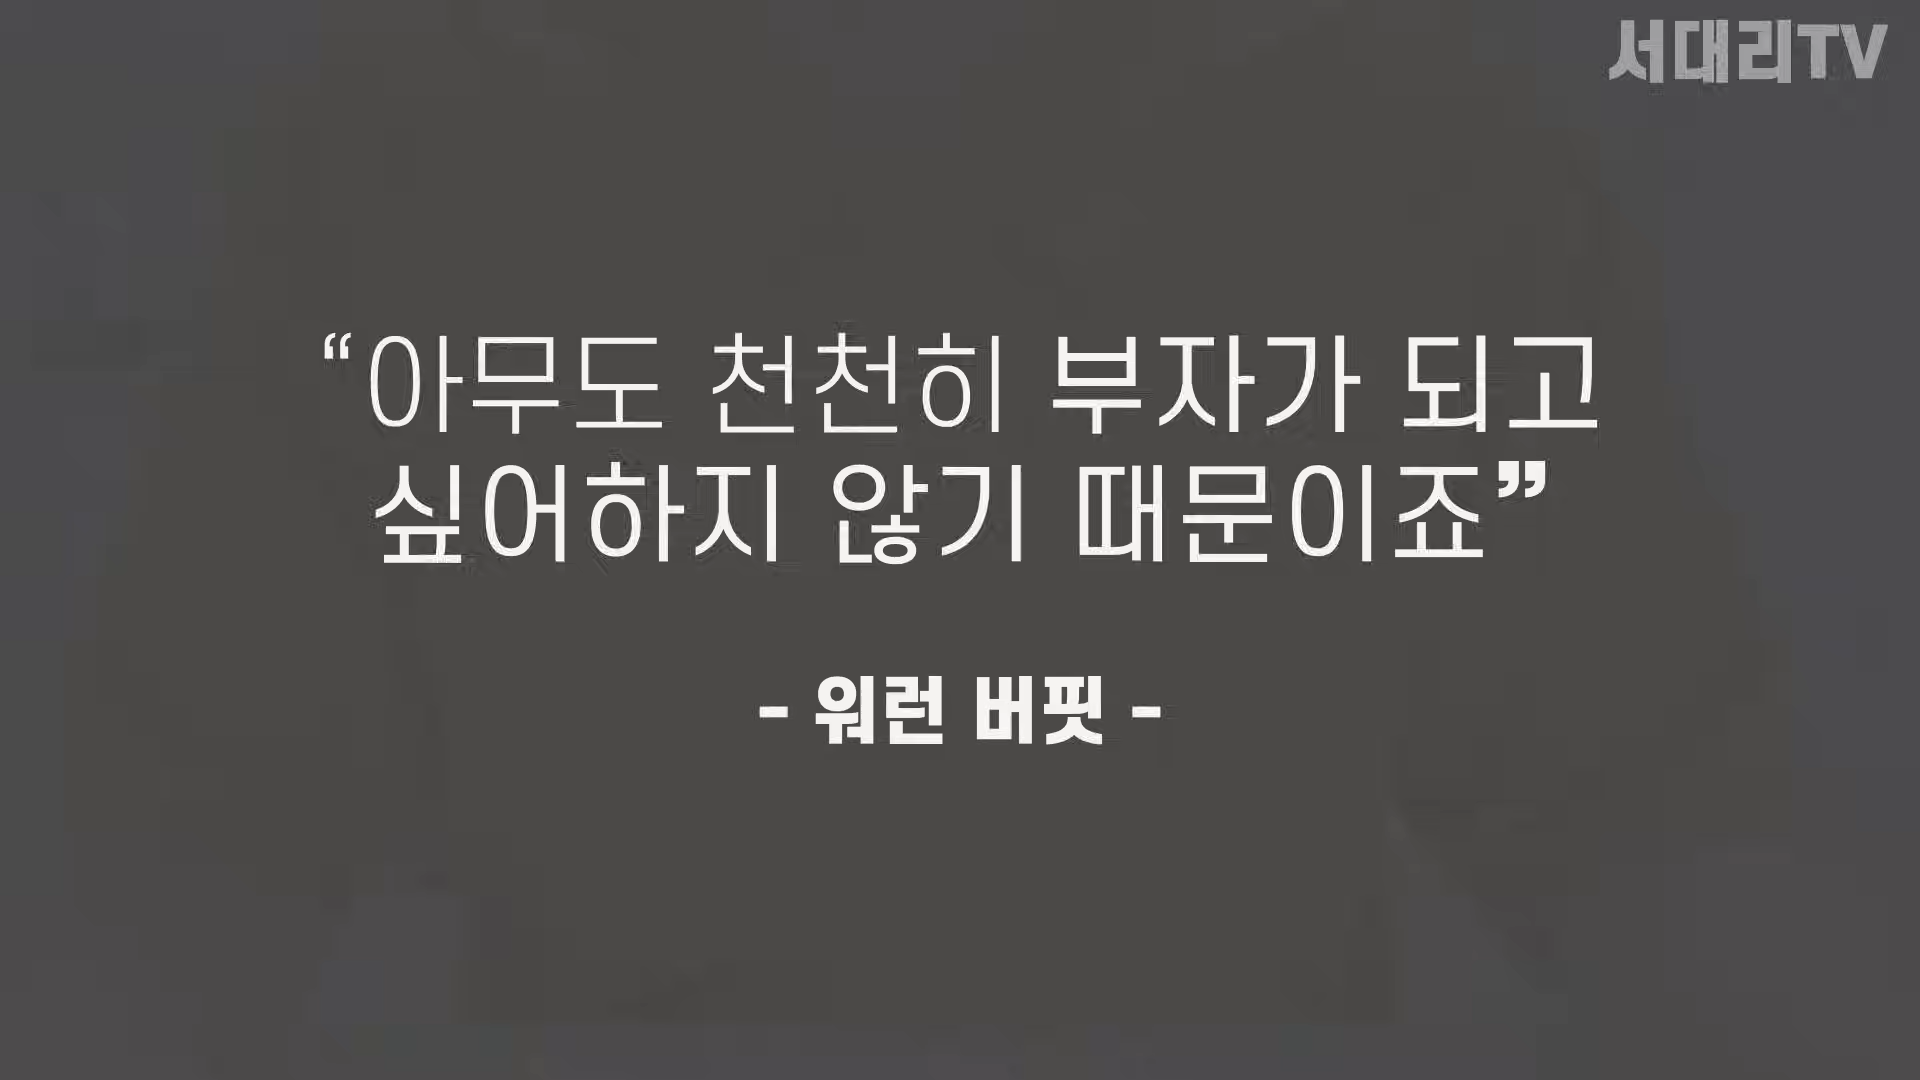 서대리TV
“아무도 천천히 부자가 되고
싶어하지 않기 때문이죠”
- 워런 버핏 -